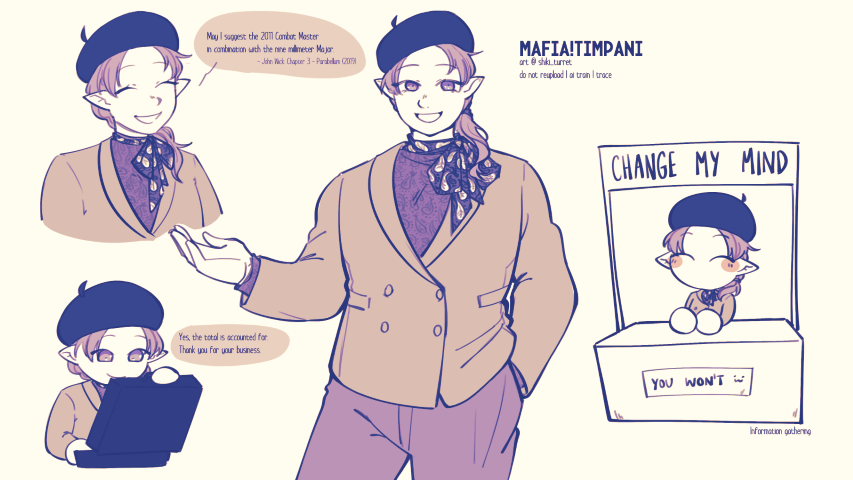 May I suggest the 2011 Combat Master
in combination with the nine millimeter Major.
- John Wick: Chapter 3 - Parabellum (2019)
MAFIA!TIMPANI
art @ shiki_turret
do not reupload | ai train | trace
CHANGE MY MIND
YOU WON'T
Information gathering
Yes, the total is accounted for.
Thank you for your business.